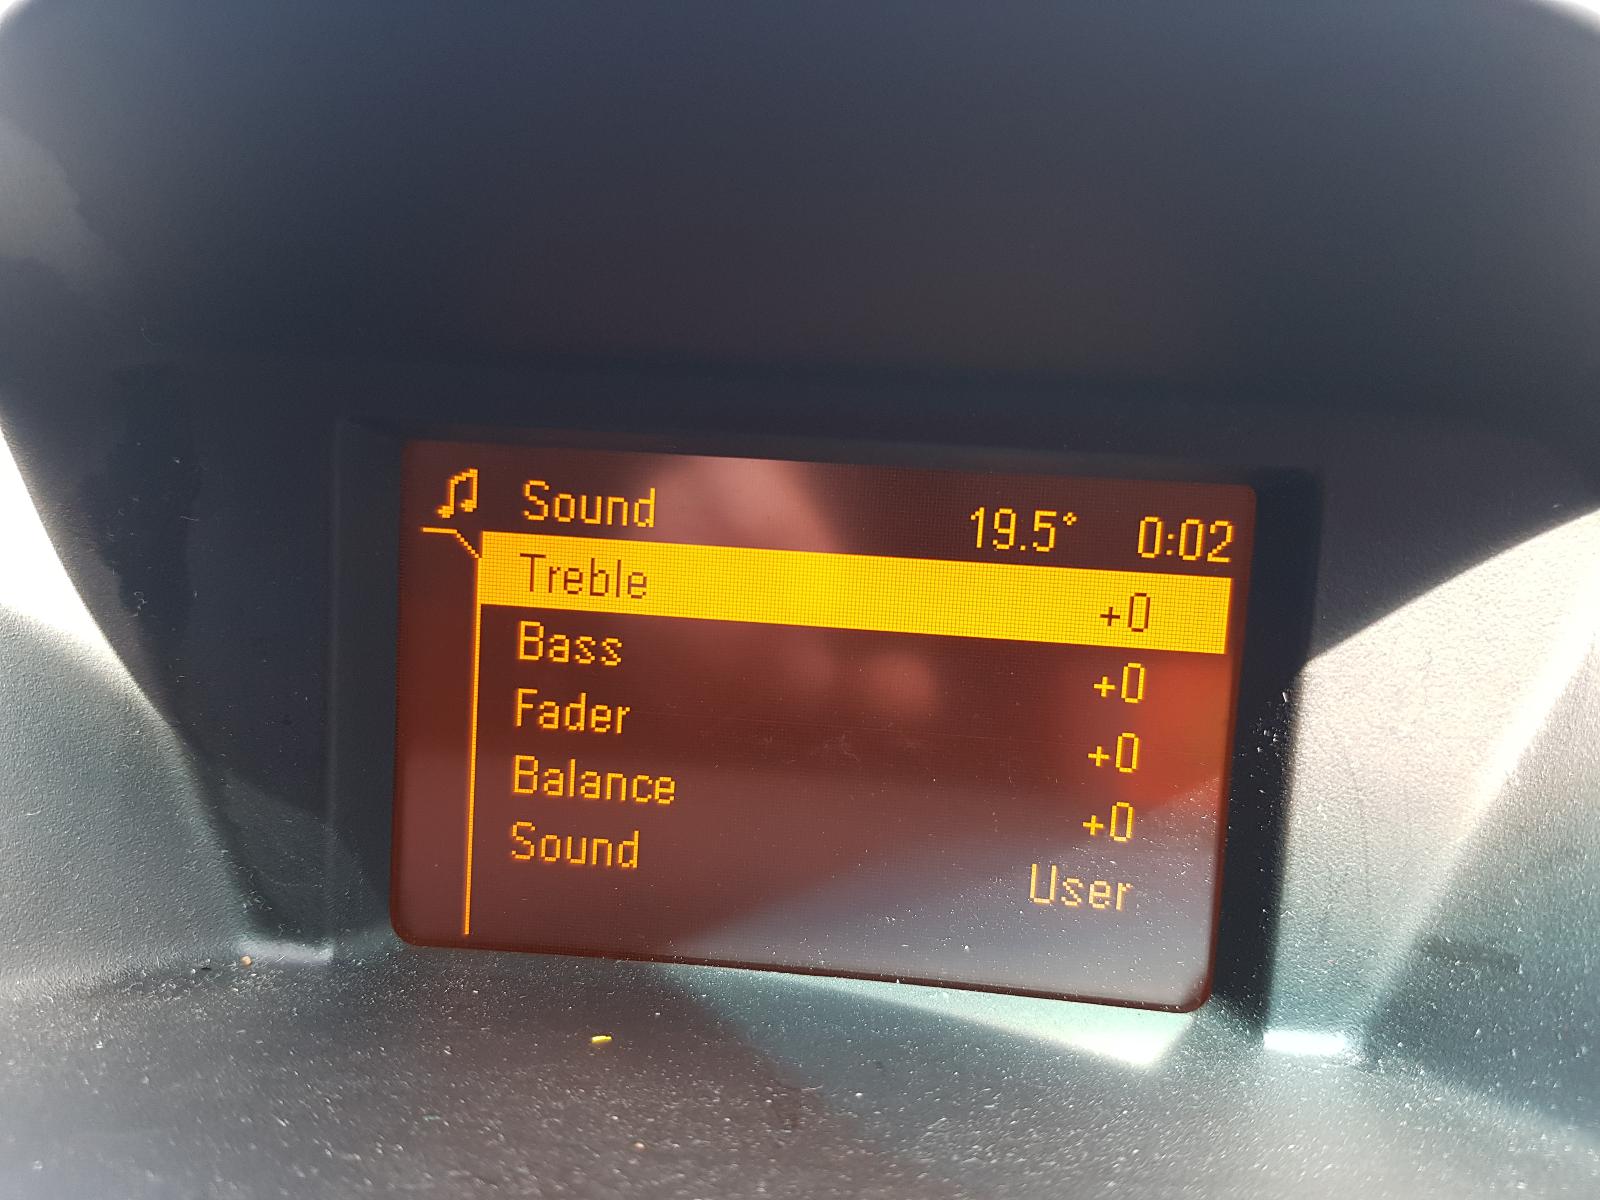 Sound 19.5° 0:02
Treble +0
Bass +0
Fader +0
Balance +0
Sound User